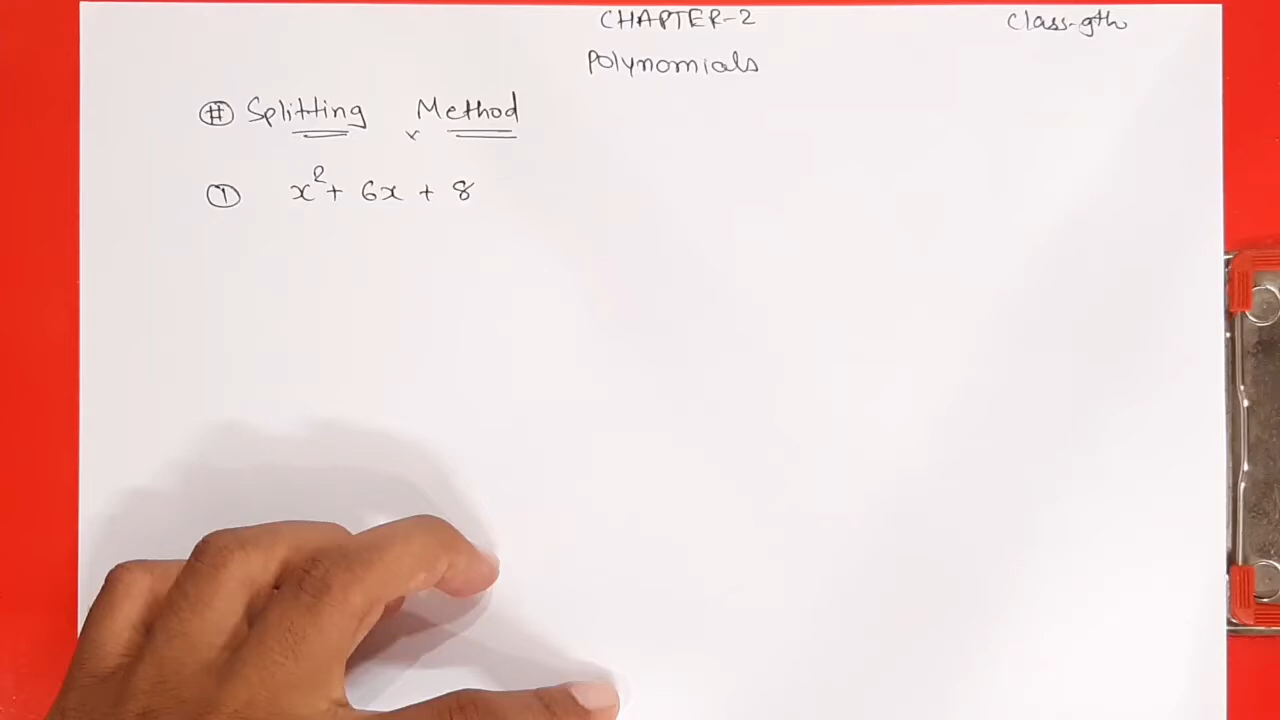 CHAPTER-2
Class-9th
Polynomials
# Splitting Method
① x² + 6x + 8